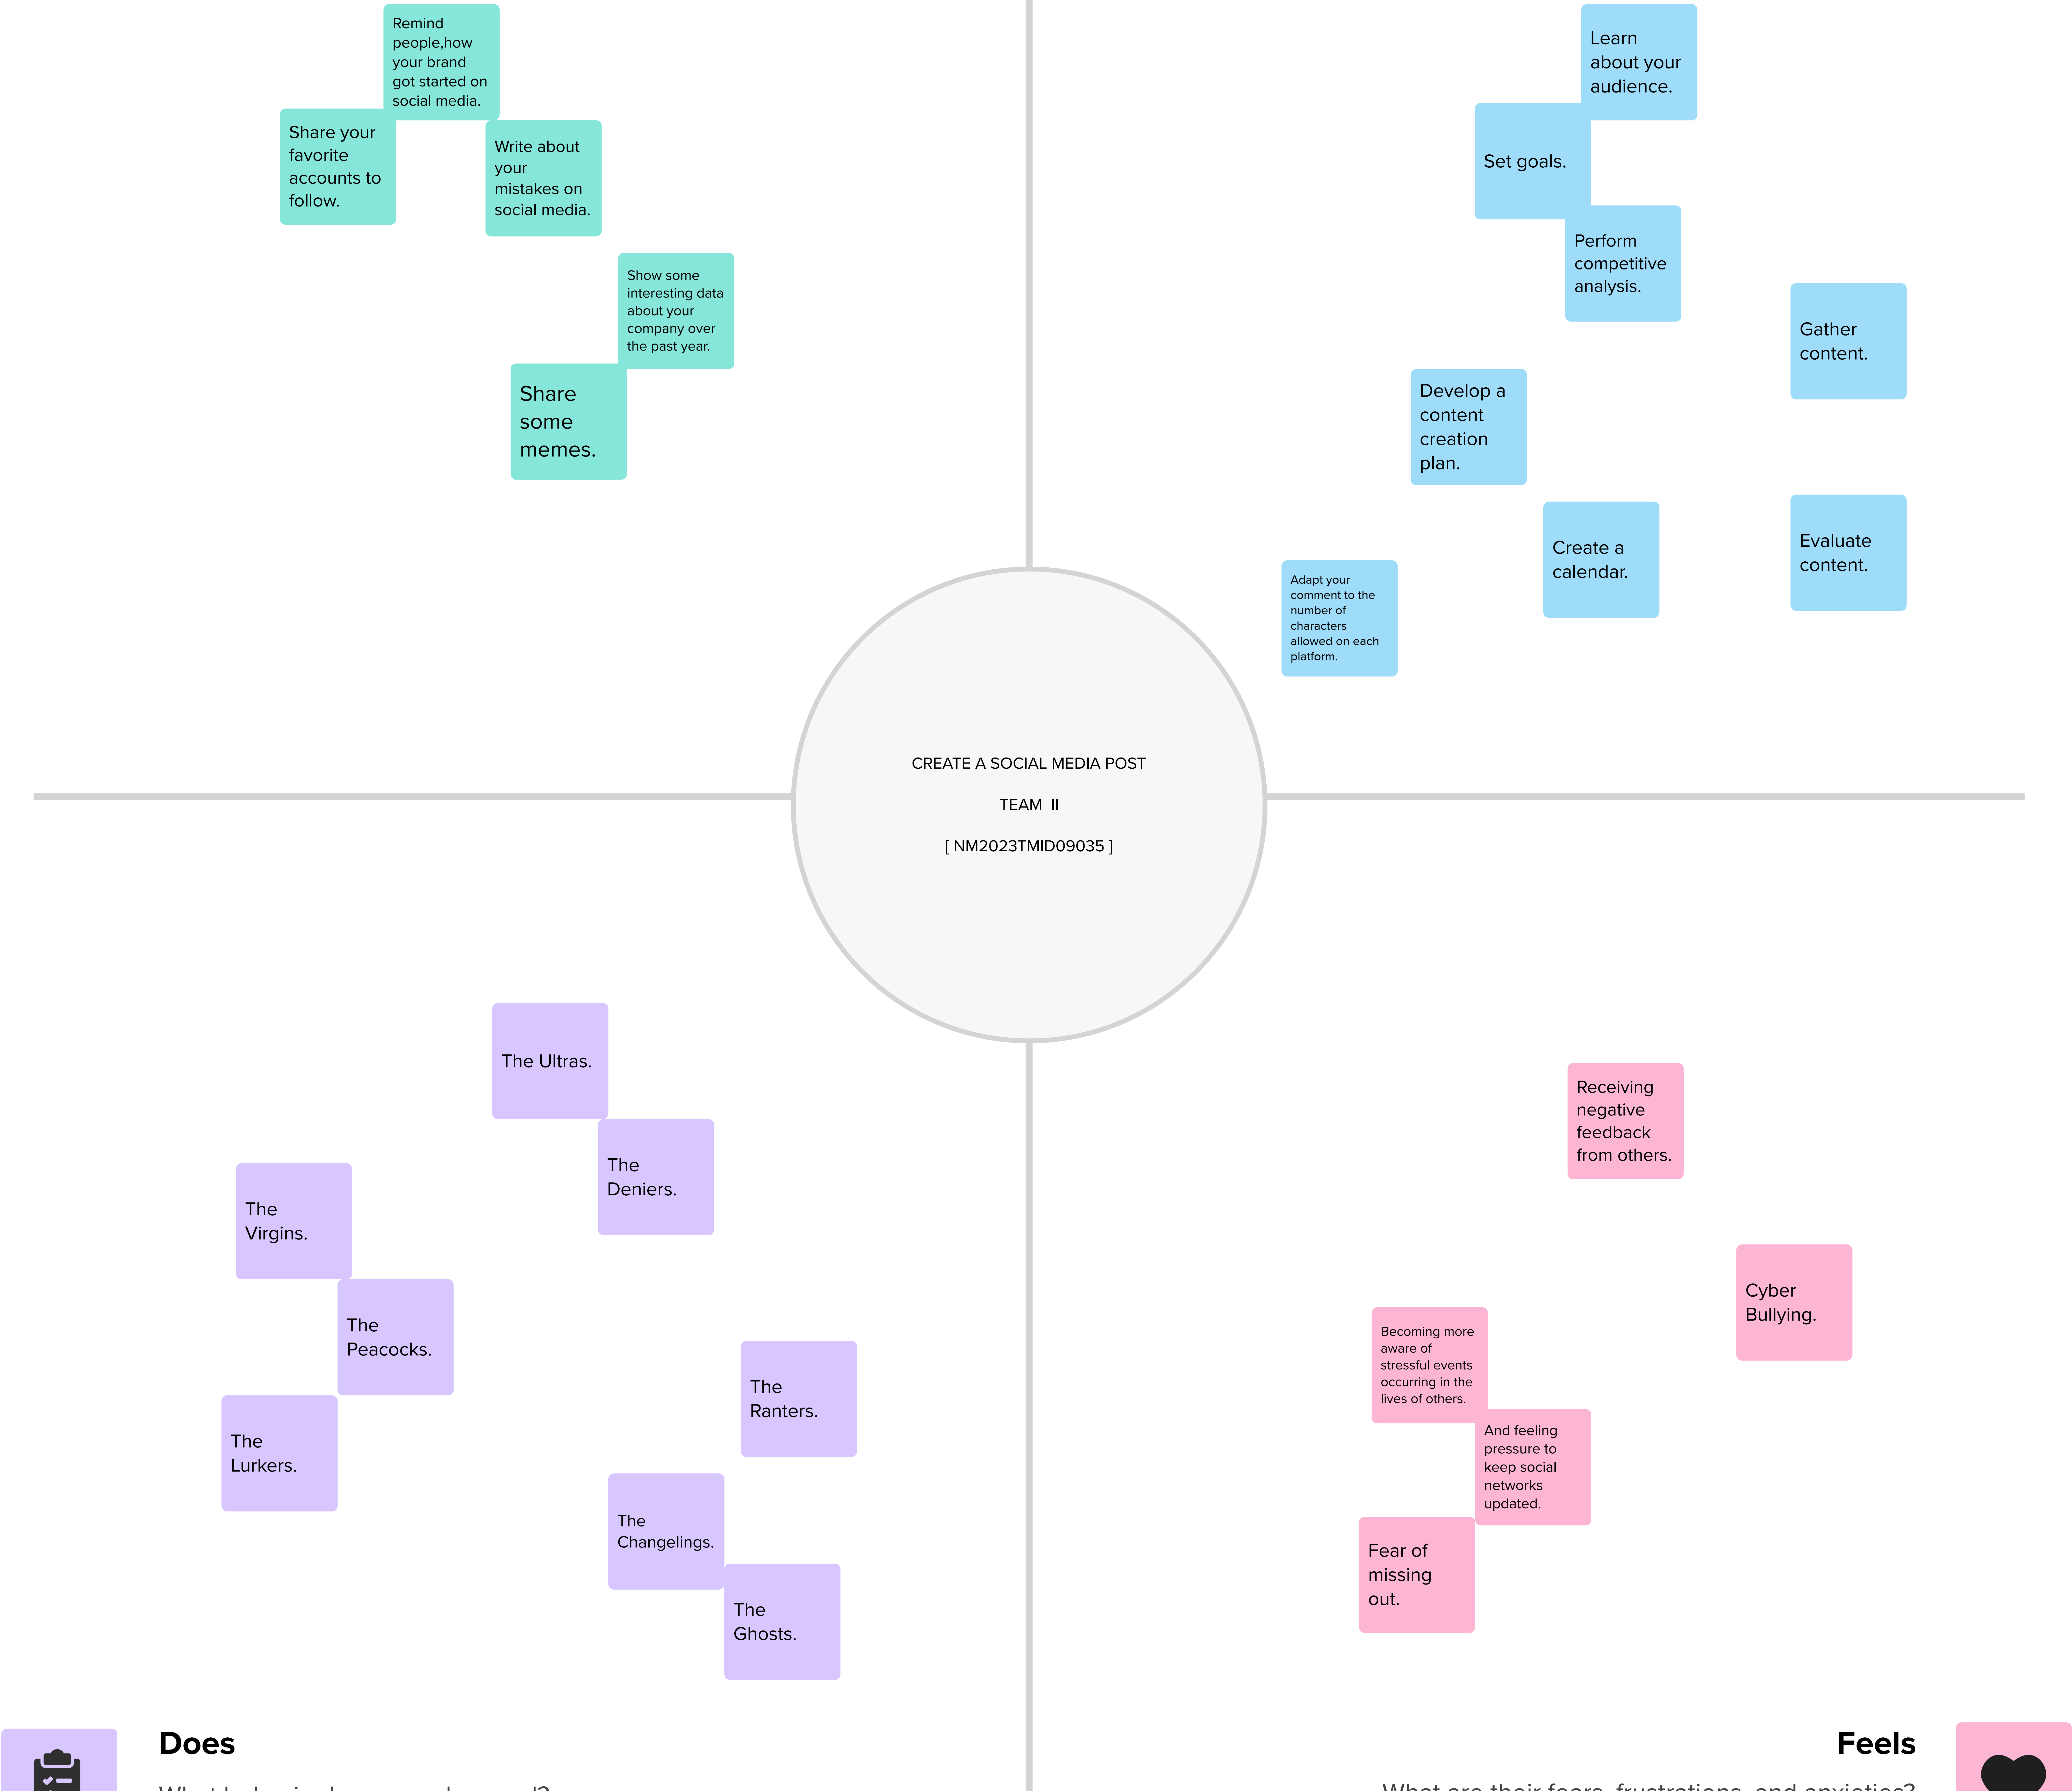 Remind
people,how
your brand
got started on
social media.
Share your
favorite
accounts to
follow.
Write about
your
mistakes on
social media.
Show some
interesting data
about your
company over
the past year.
Share
some
memes.
Learn
about your
audience.
Set goals.
Perform
competitive
analysis.
Gather
content.
Develop a
content
creation
plan.
Create a
calendar.
Evaluate
content.
Adapt your
comment to the
number of
characters
allowed on each
platform.
CREATE A SOCIAL MEDIA POST
TEAM II
[ NM2023TMID09035 ]
The Ultras.
The
Deniers.
The
Virgins.
The
Peacocks.
The
Lurkers.
The
Ranters.
The
Changelings.
The
Ghosts.
Receiving
negative
feedback
from others.
Cyber
Bullying.
Becoming more
aware of
stressful events
occurring in the
lives of others.
And feeling
pressure to
keep social
networks
updated.
Fear of
missing
out.
Does
Feels
What are their fears, frustrations, and anxieties?